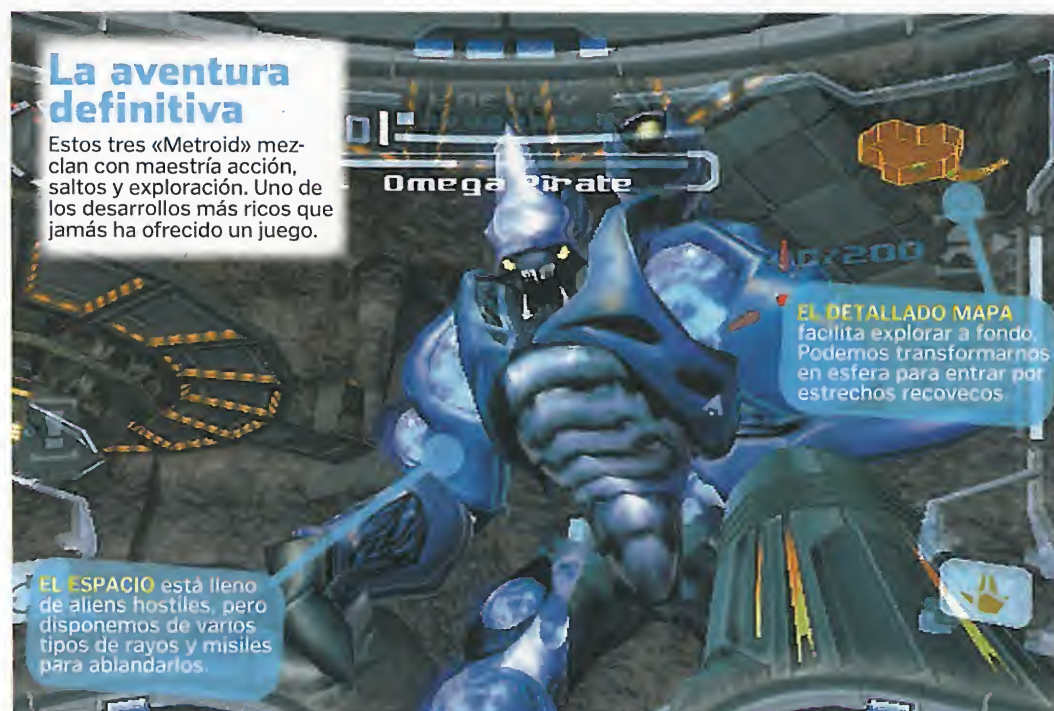 La aventura
definitiva
Estos tres «Metroid» mez-
clan con maestría acción,
saltos y exploración. Uno de
los desarrollos más ricos que
jamás ha ofrecido un juego.
Omega Pirate
/200
EL DETALLADO MAPA
facilita explorar a fondo.
Podemos transformarnos
en esfera para entrar por
estrechos recovecos.
EL ESPACIO está lleno
de aliens hostiles, pero
disponemos de varios
tipos de rayos y misiles
para ablandarlos.